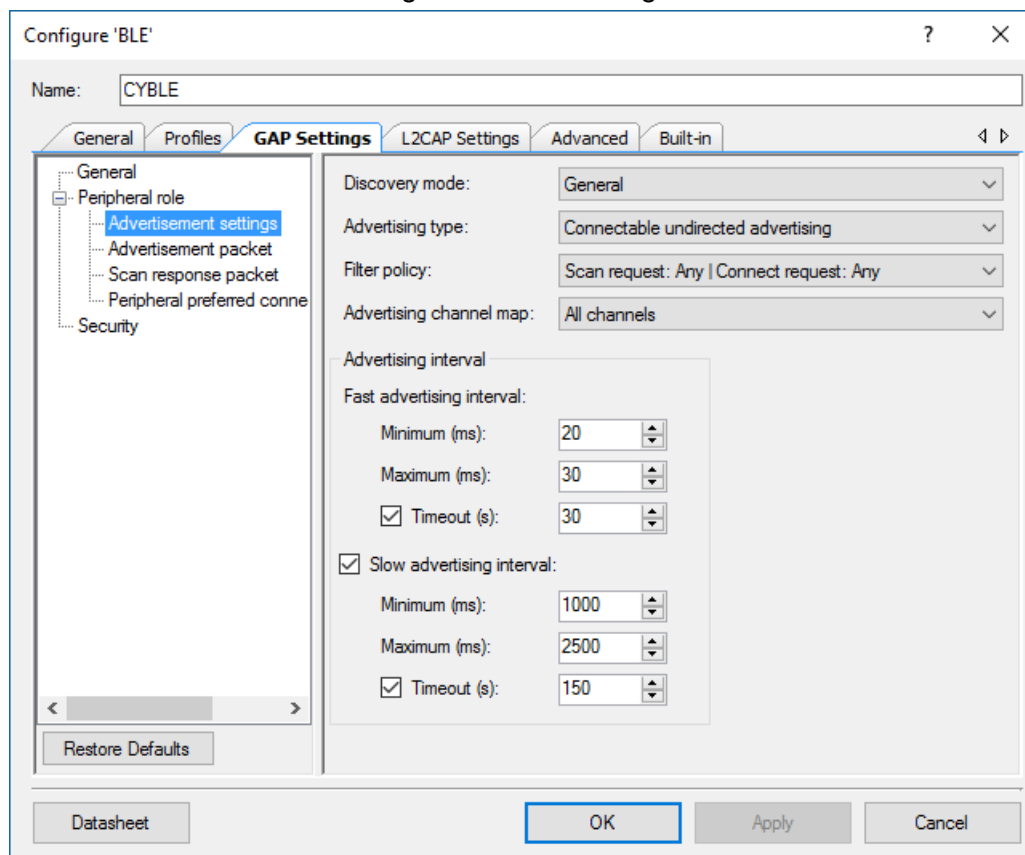 Configure 'BLE' ?
Name: CYBLE
General Profiles GAP Settings L2CAP Settings Advanced Built-in
General
Peripheral role
Advertisement settings
Advertisement packet
Scan response packet
Peripheral preferred conne
Security
Restore Defaults
Discovery mode: General
Advertising type: Connectable undirected advertising
Filter policy: Scan request: Any | Connect request: Any
Advertising channel map: All channels
Advertising interval
Fast advertising interval:
Minimum (ms): 20
Maximum (ms): 30
Timeout (s): 30
Slow advertising interval:
Minimum (ms): 1000
Maximum (ms): 2500
Timeout (s): 150
Datasheet OK Apply Cancel